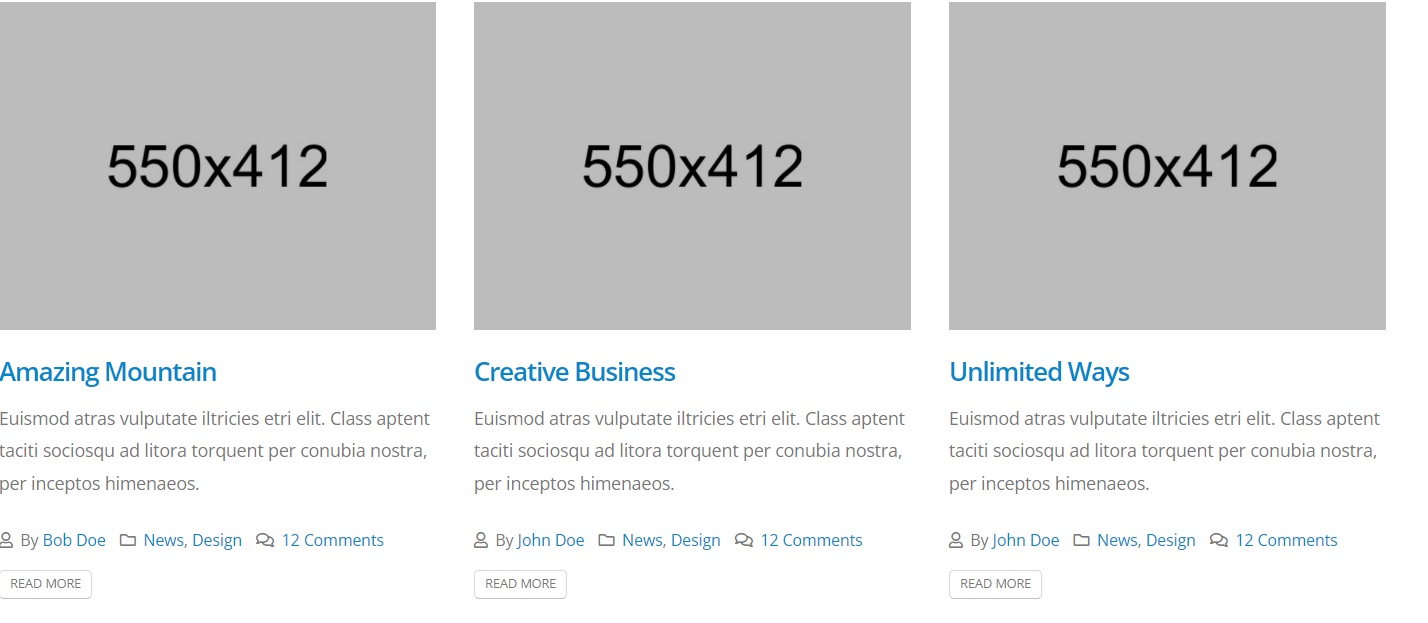 550x412
550x412
550x412
Amazing Mountain
Euismod atras vulputate iltricies etri elit. Class aptent
taciti sociosqu ad litora torquent per conubia nostra,
per inceptos himenaeos.
By Bob Doe News, Design 12 Comments
READ MORE
Creative Business
Euismod atras vulputate iltricies etri elit. Class aptent
taciti sociosqu ad litora torquent per conubia nostra,
per inceptos himenaeos.
By John Doe News, Design 12 Comments
READ MORE
Unlimited Ways
Euismod atras vulputate iltricies etri elit. Class aptent
taciti sociosqu ad litora torquent per conubia nostra,
per inceptos himenaeos.
By John Doe News, Design 12 Comments
READ MORE